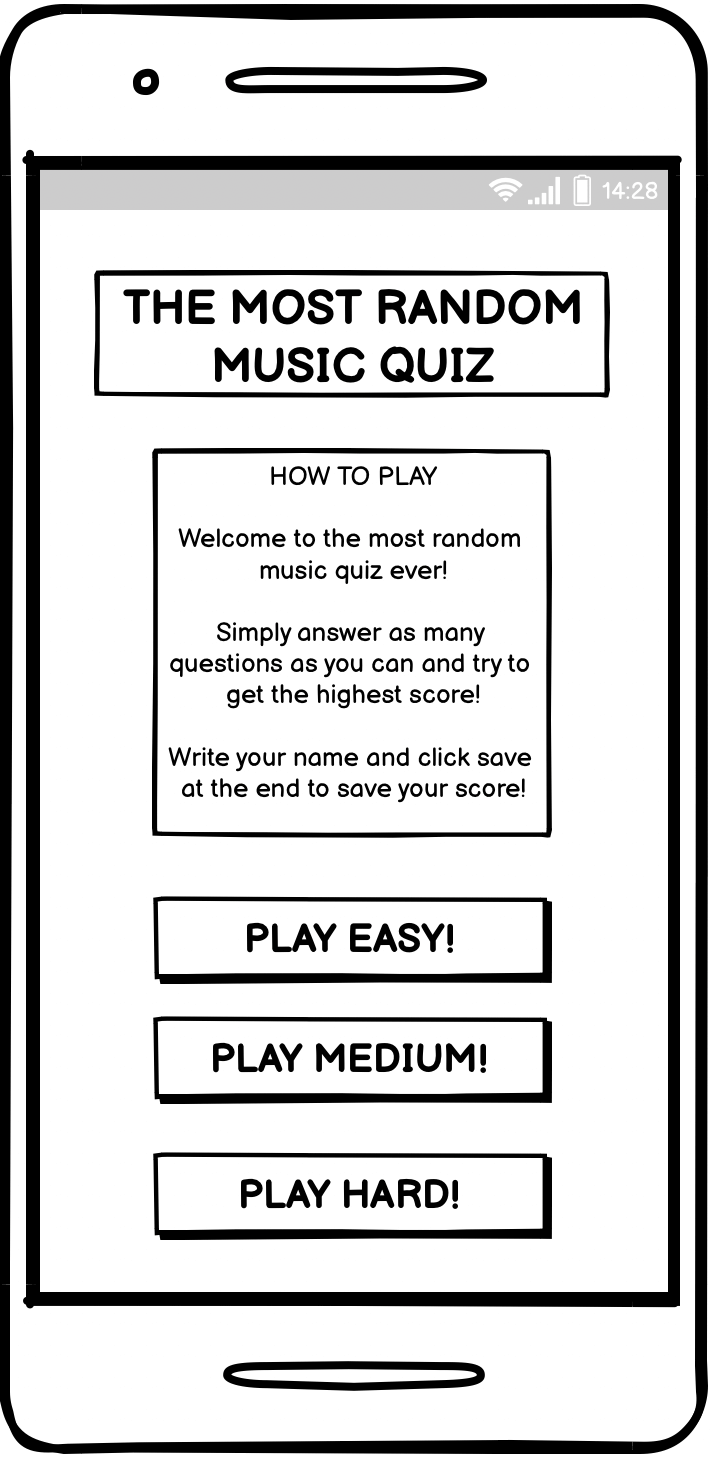 14:28
THE MOST RANDOM
MUSIC QUIZ
HOW TO PLAY
Welcome to the most random
music quiz ever!
Simply answer as many
questions as you can and try to
get the highest score!
Write your name and click save
at the end to save your score!
PLAY EASY!
PLAY MEDIUM!
PLAY HARD!